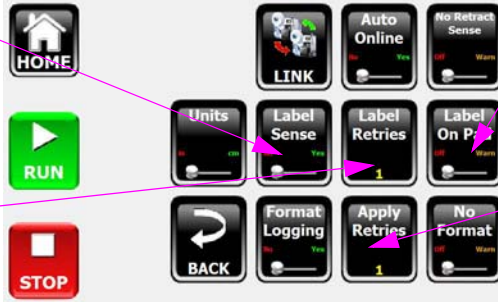 HOME
LINK
Auto
Online
No Yes
No Retract
Sense
Off Warn
RUN
Units
in cm
Label
Sense
Yes
Label
Retries
1
Label
On Pad
Off Warn
STOP
BACK
Format
Logging
No Yes
Apply
Retries
1
No
Format
Off Warn